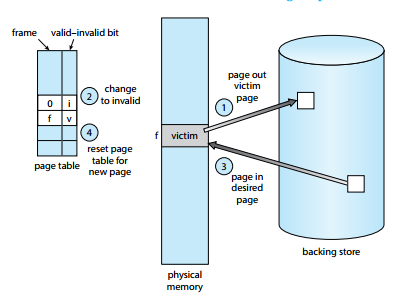 frame valid–invalid bit
0 i
f v
page table
2 change
to invalid
4
reset page
table for
new page
f victim
physical
memory
page out
victim
page
1
3 page in
desired
page
backing store